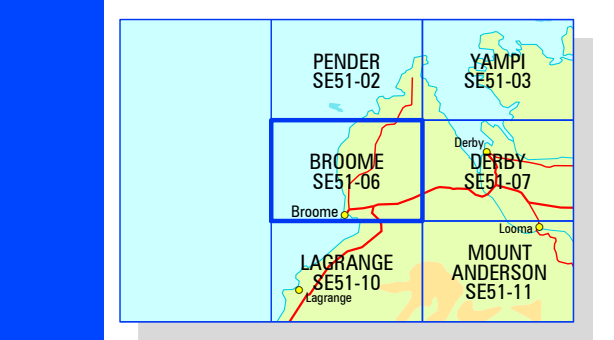 PENDER
SE51-02
YAMPI
SE51-03
Derby
BROOME
SE51-06
DERBY
SE51-07
Broome
Looma
LAGRANGE
SE51-10
Lagrange
MOUNT
ANDERSON
SE51-11